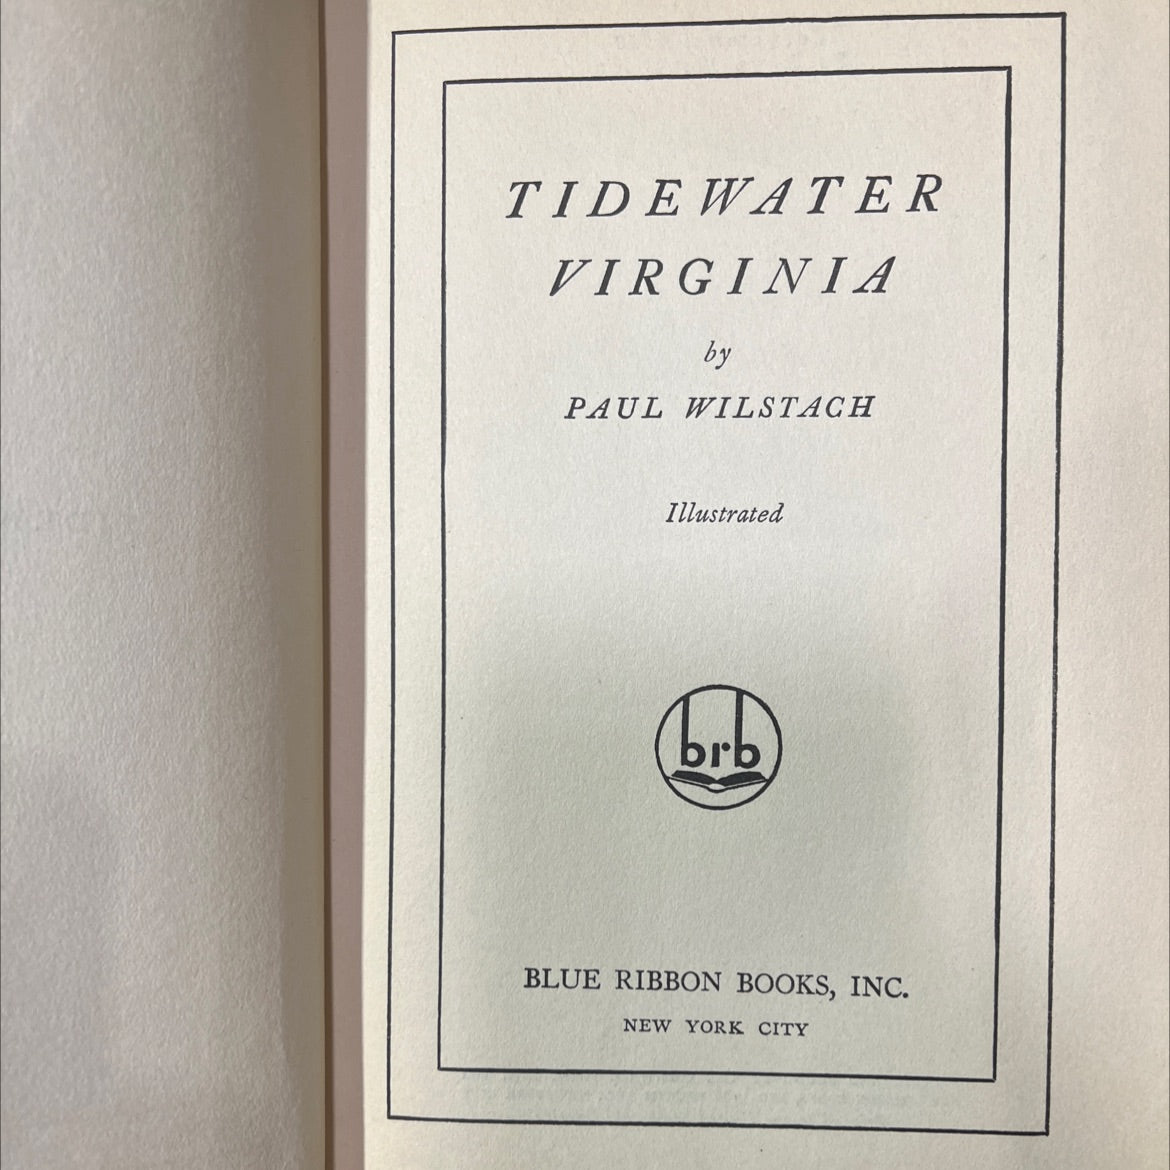 TIDEWATER
VIRGINIA
by
PAUL WILSTACH
Illustrated
brb
BLUE RIBBON BOOKS, INC.
NEW YORK CITY